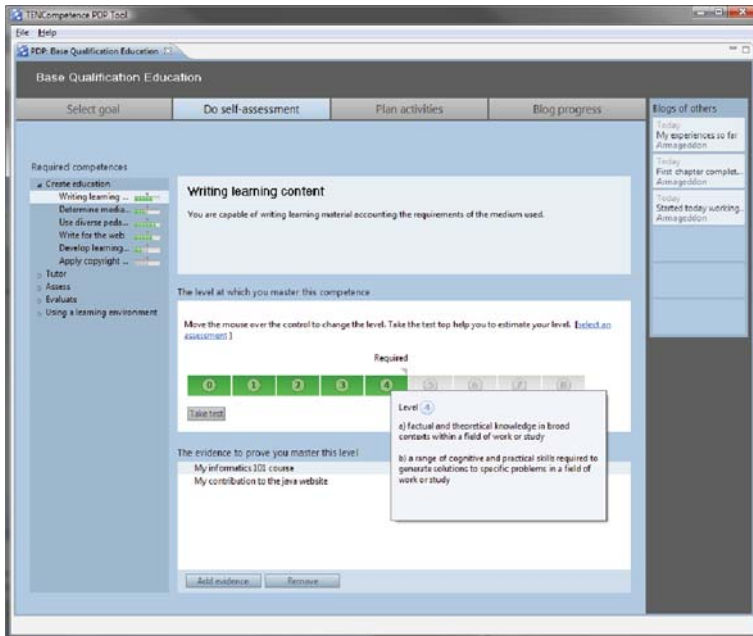 TENCompetence PDP Tool
File Help
PDP: Base Qualification Education
Base Qualification Education
Select goal
Do self-assessment
Plan activities
Blog progress
Blogs of others
Today
My experiences so far
Armageddon
Today
First chapter complet...
Armageddon
Today
Started today working...
Armageddon
Required competences
Create education
Writing learning ...
Determine media...
Use diverse peda...
Write for the web
Develop learning...
Apply copyright ...
Tutor
Assess
Evaluate
Using a learning environment
Writing learning content
You are capable of writing learning material accounting the requirements of the medium used.
The level at which you master this competence
Move the mouse over the control to change the level. Take the test top help you to estimate your level. [select an
assessment ]
Required
0 1 2 3 4 5 6 7 8
Take test
Level 4
a) factual and theoretical knowledge in broad
contexts within a field of work or study
b) a range of cognitive and practical skills required to
generate solutions to specific problems in a field of
work or study
The evidence to prove you master this level
My informatics 101 course
My contribution to the java website
Add evidence
Remove